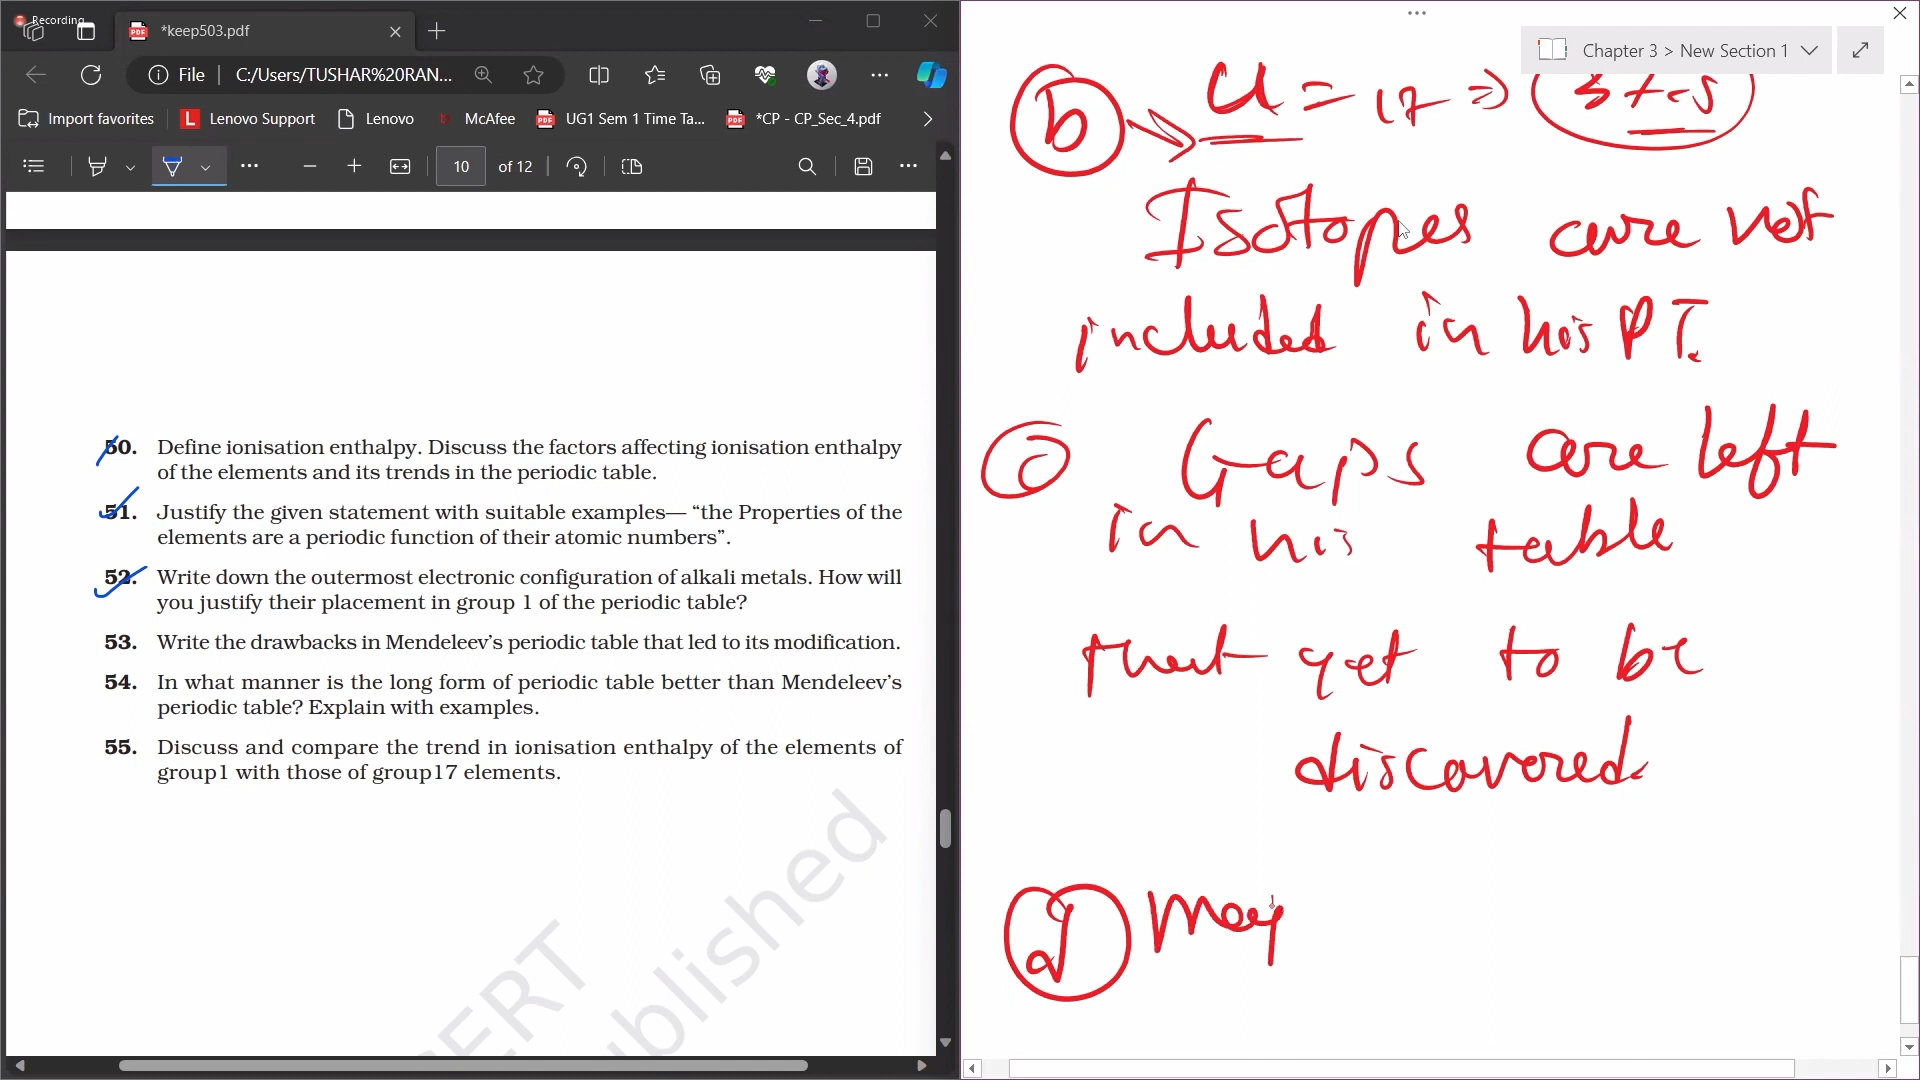 Recording
*keep503.pdf
File
C:/Users/TUSHAR%20RAN...
Import favorites
Lenovo Support
Lenovo
McAfee
UG1 Sem 1 Time Ta...
*CP - CP_Sec_4.pdf
10 of 12
50. Define ionisation enthalpy. Discuss the factors affecting ionisation enthalpy
of the elements and its trends in the periodic table.
51. Justify the given statement with suitable examples— “the Properties of the
elements are a periodic function of their atomic numbers”.
52. Write down the outermost electronic configuration of alkali metals. How will
you justify their placement in group 1 of the periodic table?
53. Write the drawbacks in Mendeleev’s periodic table that led to its modification.
54. In what manner is the long form of periodic table better than Mendeleev’s
periodic table? Explain with examples.
55. Discuss and compare the trend in ionisation enthalpy of the elements of
group1 with those of group17 elements.
Chapter 3 > New Section 1
b
= 17 =>
Isotopes are not
included in his P T.
c Gaps are left
in his table
that yet to be
discovered.
d